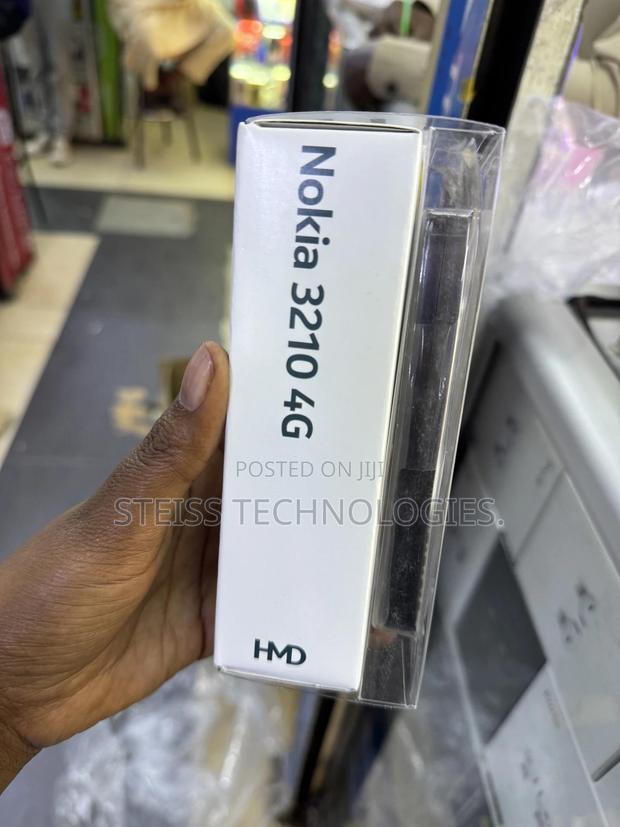 Nokia 3210 4G
POSTED ON JIJI
STEISS TECHNOLOGIES.
HMD